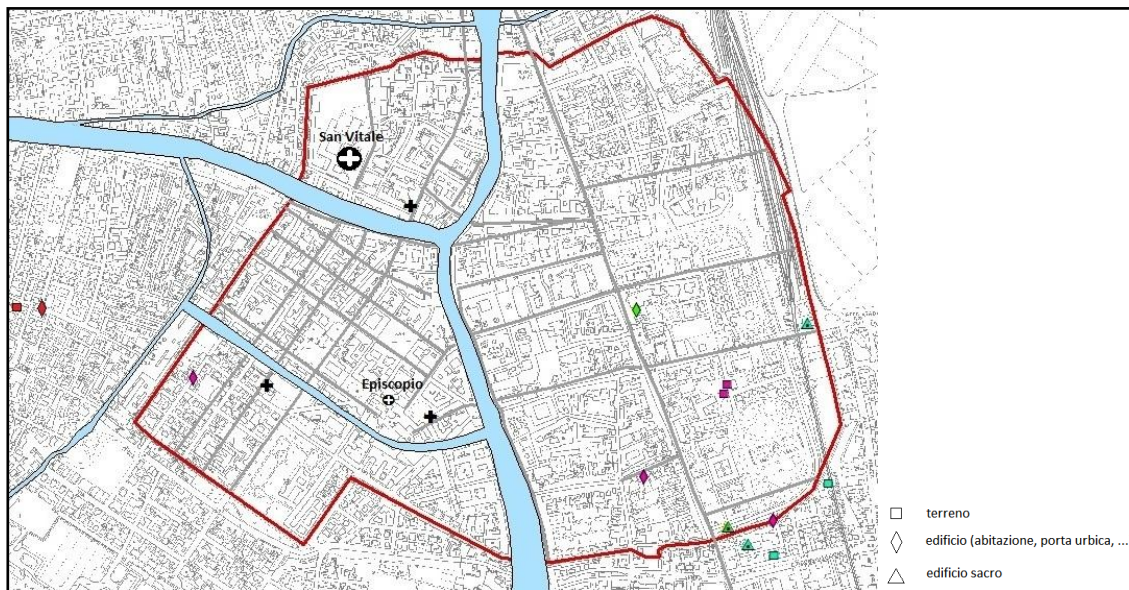 San Vitale
Episcopio
terreno
edificio (abitazione, porta urbica, ...
edificio sacro